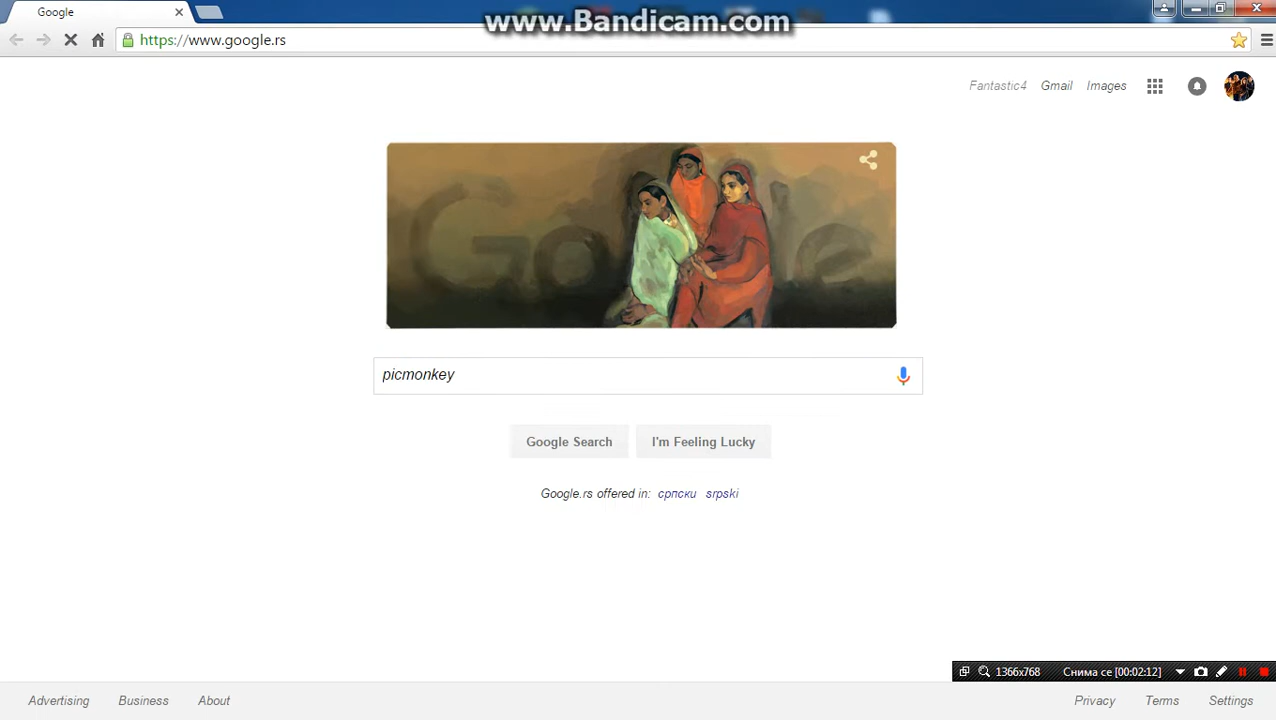 www.Bandicam.com
Google
https://www.google.rs
Fantastic4 Gmail Images
Google
picmonkey
Google Search I'm Feeling Lucky
Google.rs offered in: српски srpski
1366x768 Снима се [00:02:12]
Advertising Business About Privacy Terms Settings